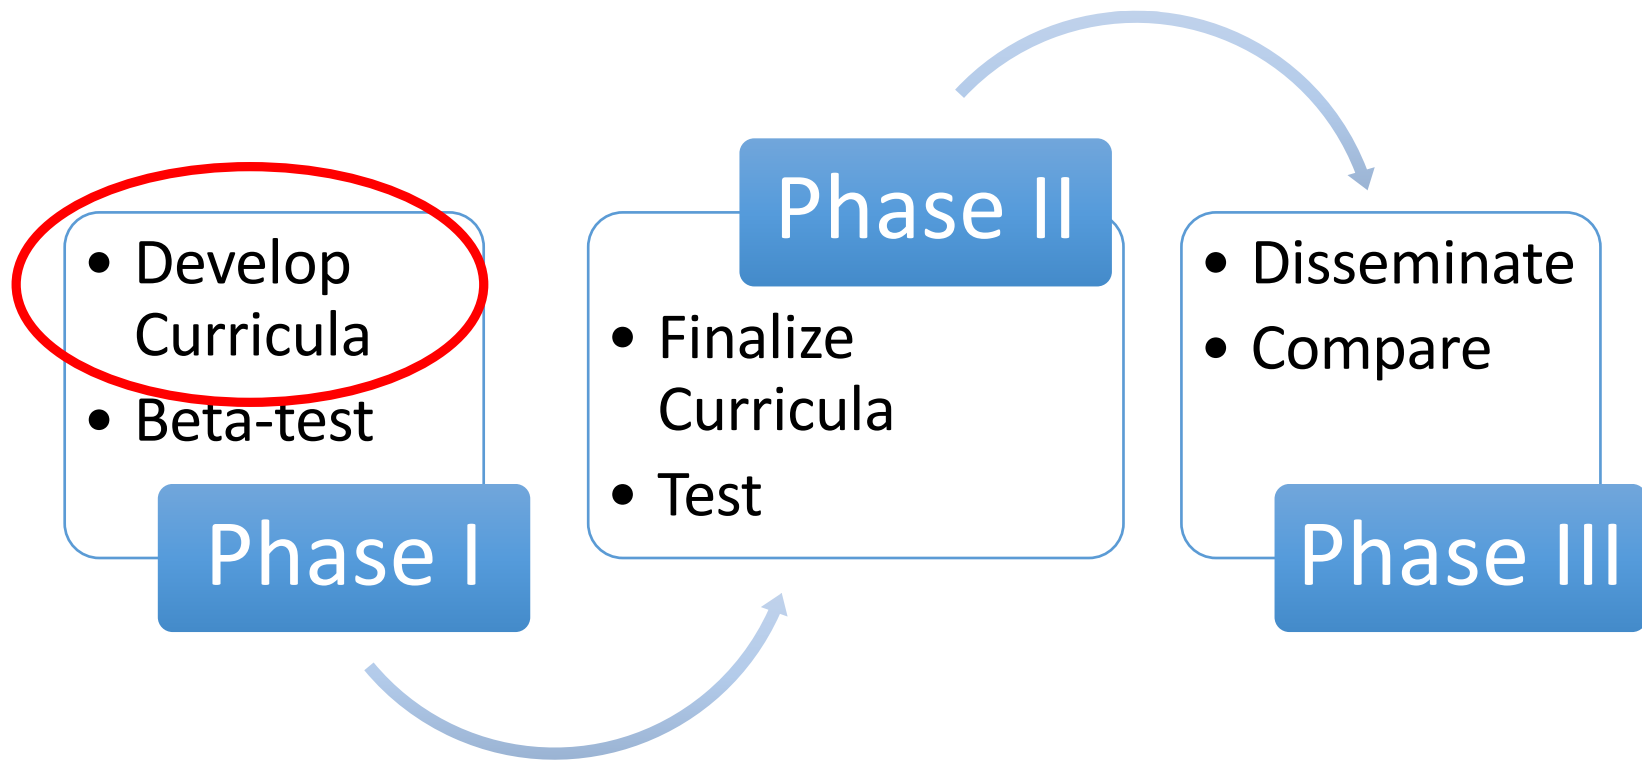 • Develop
Curricula
• Beta-test
Phase I
Phase II
• Finalize
Curricula
• Test
• Disseminate
• Compare
Phase III